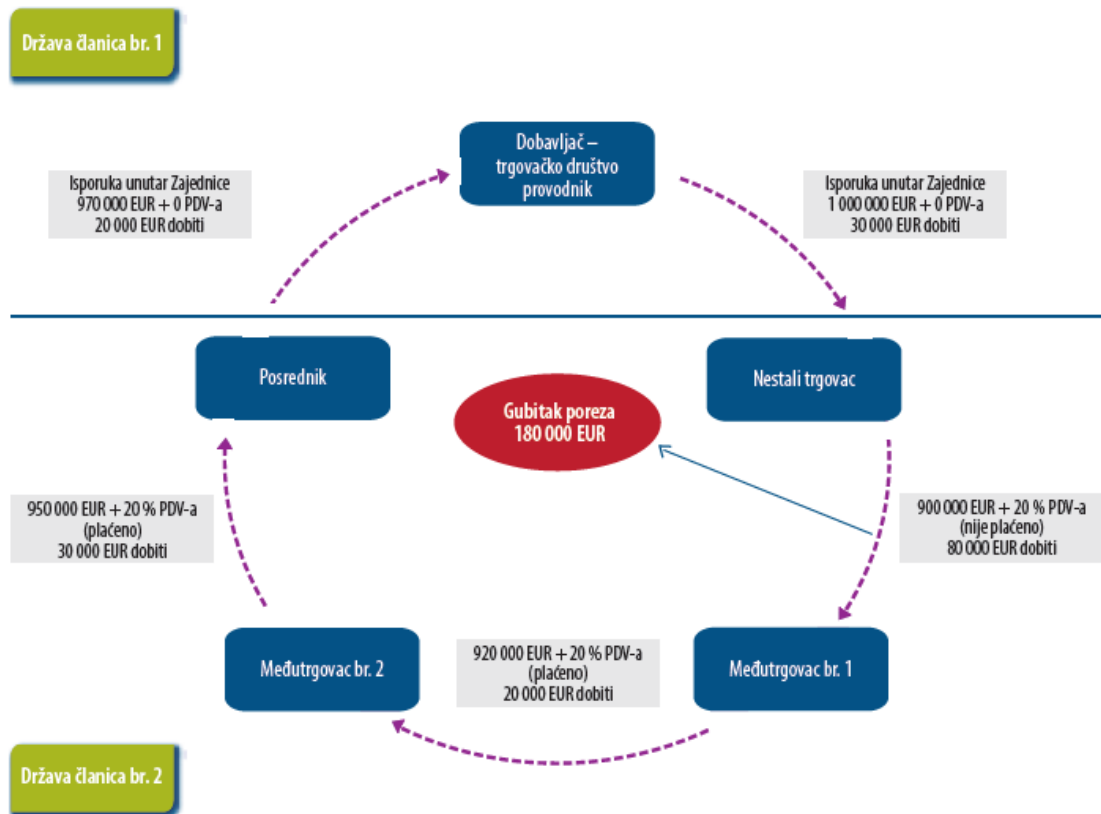 Država članica br. 1
Dobavljač –
trgovačko društvo
provodnik
Isporuka unutar Zajednice
970 000 EUR + 0 PDV-a
20 000 EUR dobiti
Isporuka unutar Zajednice
1 000 000 EUR + 0 PDV-a
30 000 EUR dobiti
Posrednik
Nestali trgovac
Gubitak poreza
180 000 EUR
950 000 EUR + 20 % PDV-a
(plaćeno)
30 000 EUR dobiti
900 000 EUR + 20 % PDV-a
(nije plaćeno)
80 000 EUR dobiti
Međutrgovac br. 2
920 000 EUR + 20 % PDV-a
(plaćeno)
20 000 EUR dobiti
Međutrgovac br. 1
Država članica br. 2